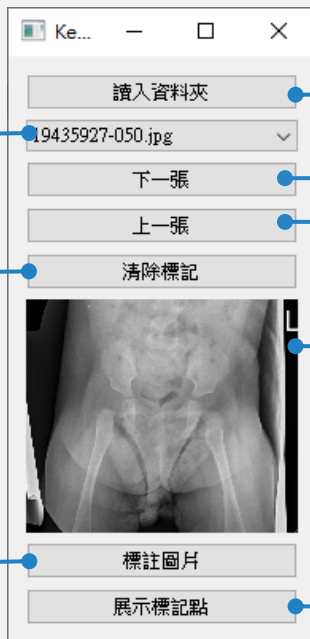 Ke...
讀入資料夾
19435927-050.jpg
下一張
上一張
清除標記
L
標註圖片
展示標記點